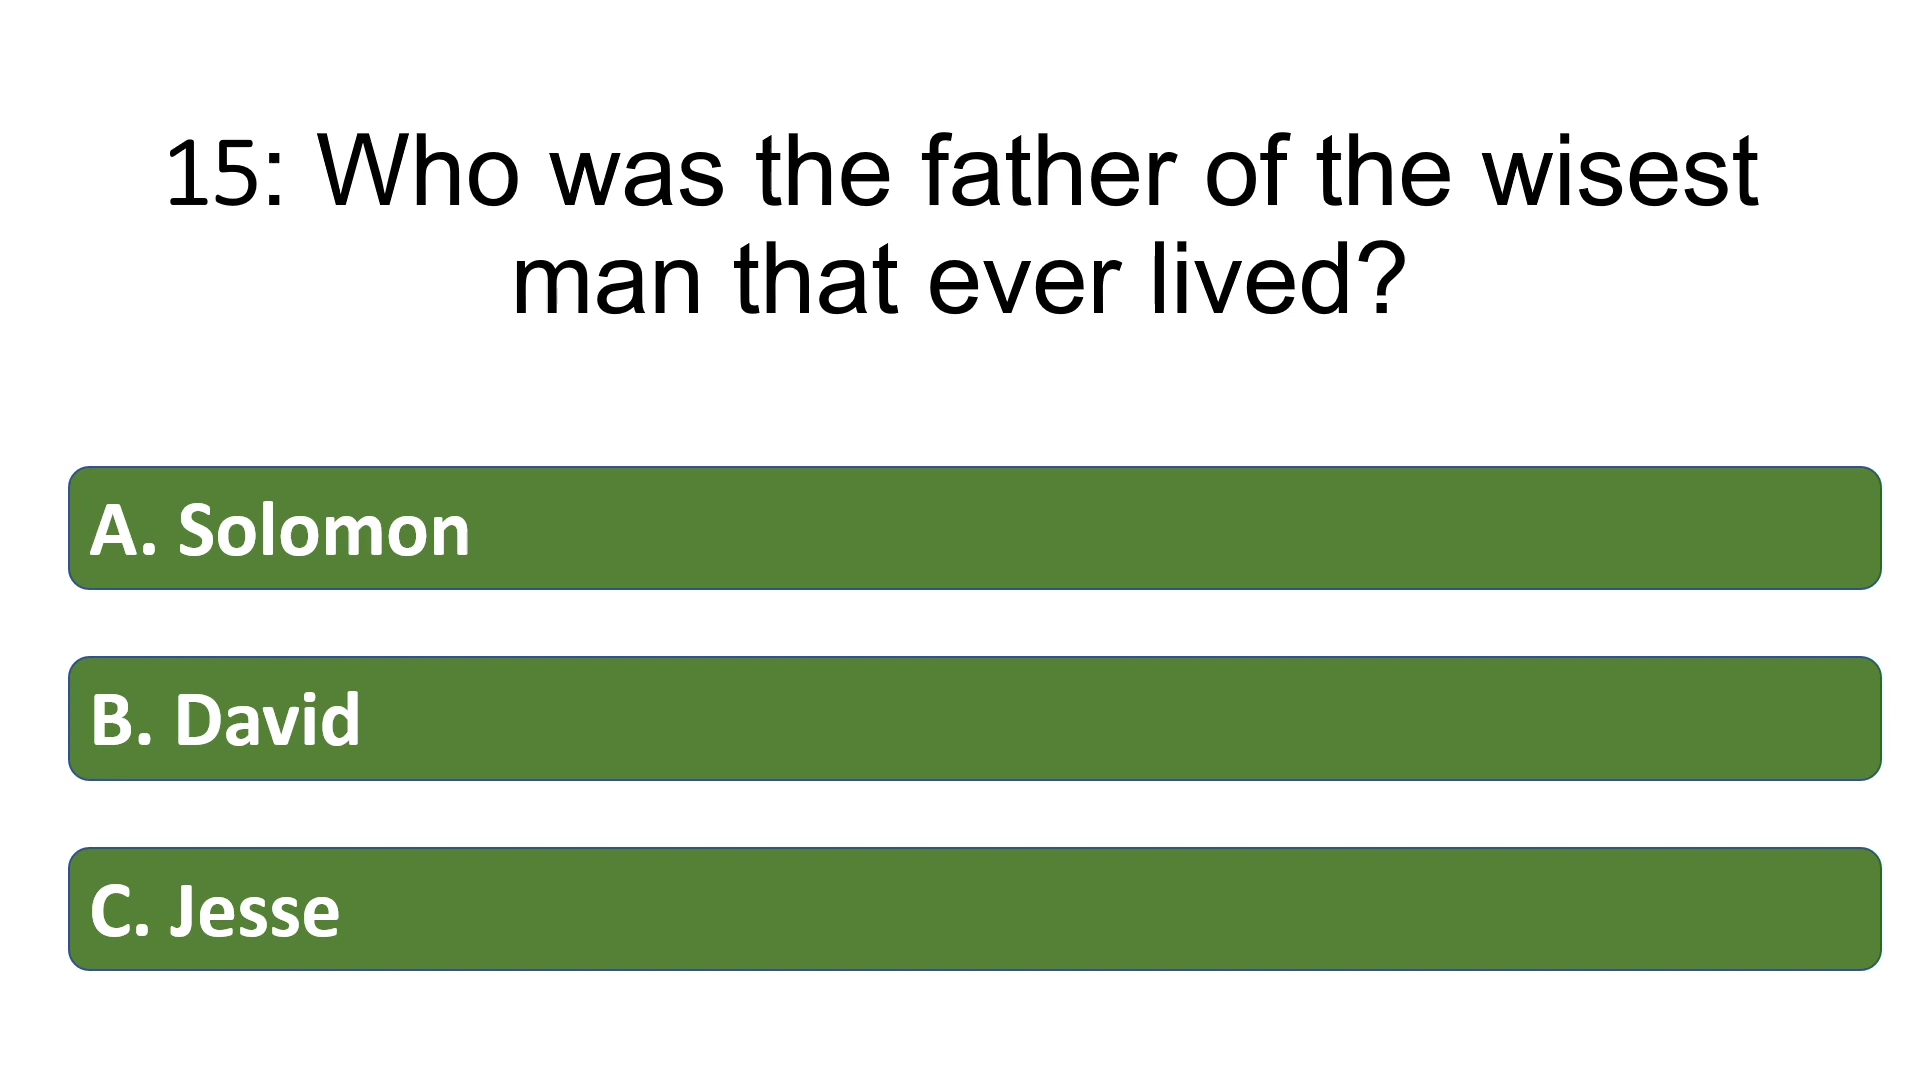 15: Who was the father of the wisest
man that ever lived?
A. Solomon
B. David
C. Jesse